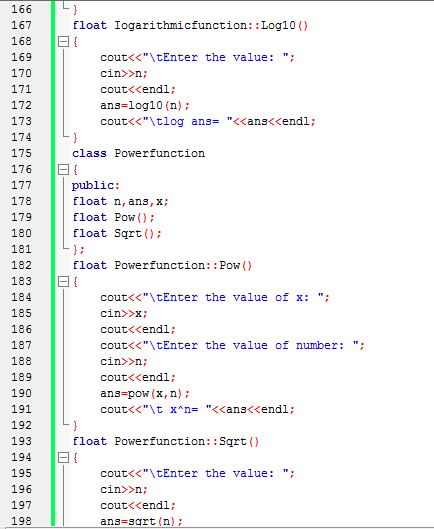 166 }
167 float Iogarithmicfunction::Log10()
168 {
169 cout<<"\tEnter the value: ";
170 cin>>n;
171 cout<<endl;
172 ans=log10(n);
173 cout<<"\tlog ans= "<<ans<<endl;
174 }
175 class Powerfunction
176 {
177 public:
178 float n,ans,x;
179 float Pow();
180 float Sqrt();
181 };
182 float Powerfunction::Pow()
183 {
184 cout<<"\tEnter the value of x: ";
185 cin>>x;
186 cout<<endl;
187 cout<<"\tEnter the value of number: ";
188 cin>>n;
189 cout<<endl;
190 ans=pow(x,n);
191 cout<<"\t x^n= "<<ans<<endl;
192 }
193 float Powerfunction::Sqrt()
194 {
195 cout<<"\tEnter the value: ";
196 cin>>n;
197 cout<<endl;
198 ans=sqrt(n);